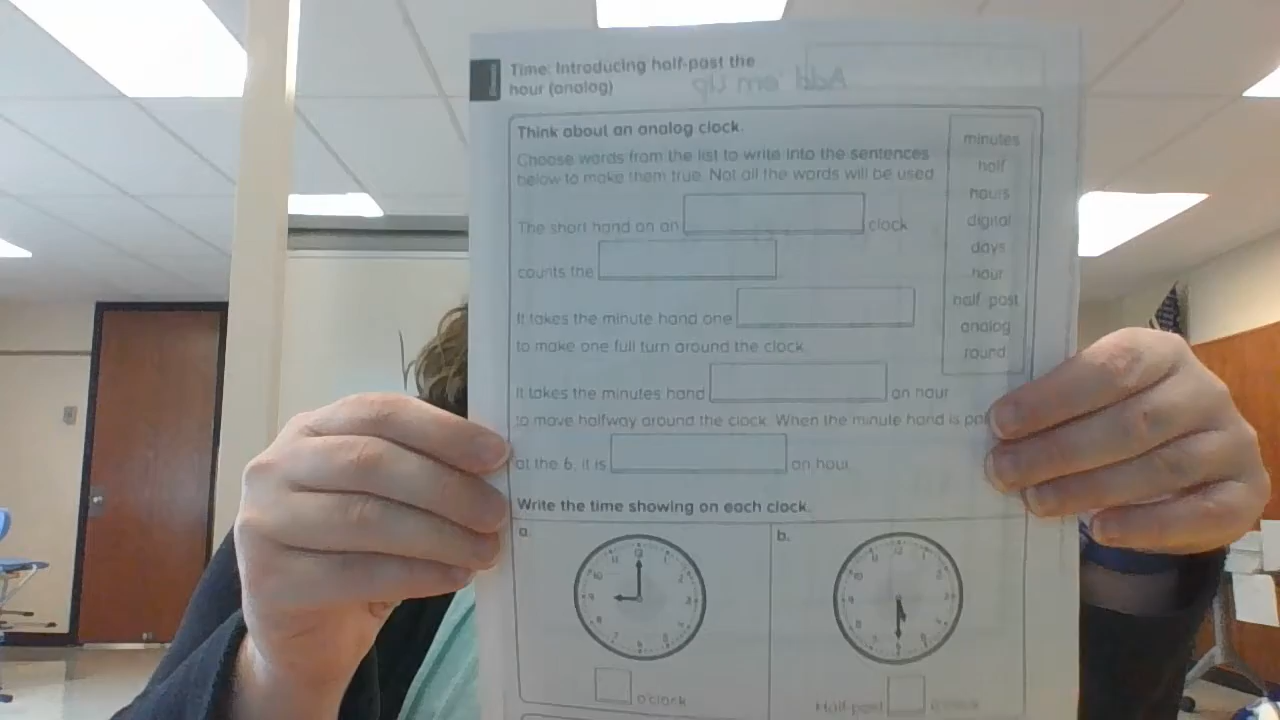 Time: Introducing half-past the
hour (analog)
Add 'em Up
Think about an analog clock.
Choose words from the list to write into the sentences
below to make them true. Not all the words will be used
The short hand on an clock
counts the
It takes the minute hand one
to make one full turn around the clock.
It takes the minutes hand an hour
to move halfway around the clock. When the minute hand is
at the 6, it is an hour.
minutes
half
hours
digital
days
hour
half past
analog
round
Write the time showing on each clock.
a.
o'clock
b.
Half-past